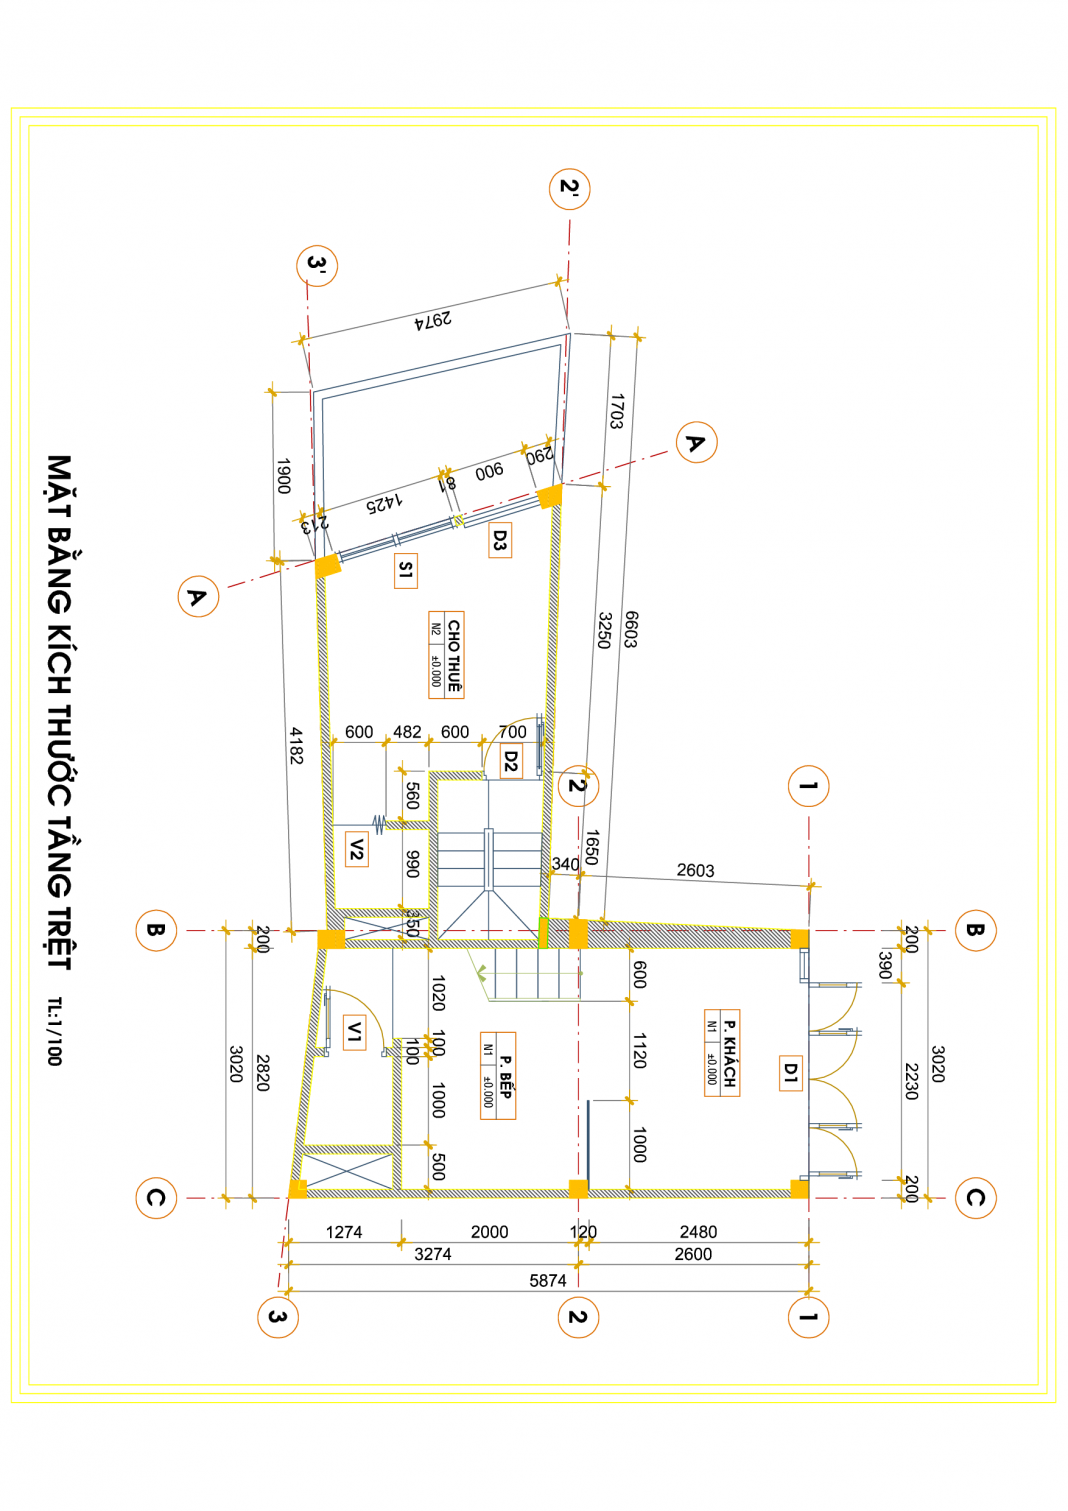 2'
3'
2974
1703
A
290
900
81
1425
213
1900
D3
S1
A
CHO THUÊ
N2
±0.000
6603
3250
4182
600
482
600
700
D2
2
1
560
V2
990
350
340
1650
2603
B
200
200
B
390
600
1020
100
100
V1
1120
P. BẾP
N1
±0.000
P. KHÁCH
N1
±0.000
D1
3020
2230
3020
2820
1000
500
1000
200
C
C
1274
2000
120
2480
3274
2600
5874
3
2
1
MẶT BẰNG KÍCH THƯỚC TẦNG TRỆT TL:1/100